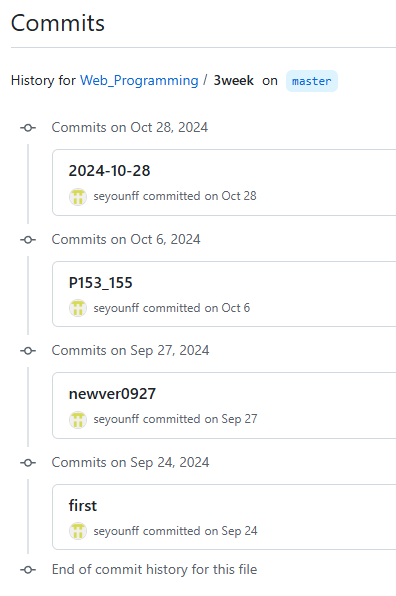 Commits
History for Web_Programming / 3week on master
Commits on Oct 28, 2024
2024-10-28
seyounff committed on Oct 28
Commits on Oct 6, 2024
P153_155
seyounff committed on Oct 6
Commits on Sep 27, 2024
newver0927
seyounff committed on Sep 27
Commits on Sep 24, 2024
first
seyounff committed on Sep 24
End of commit history for this file